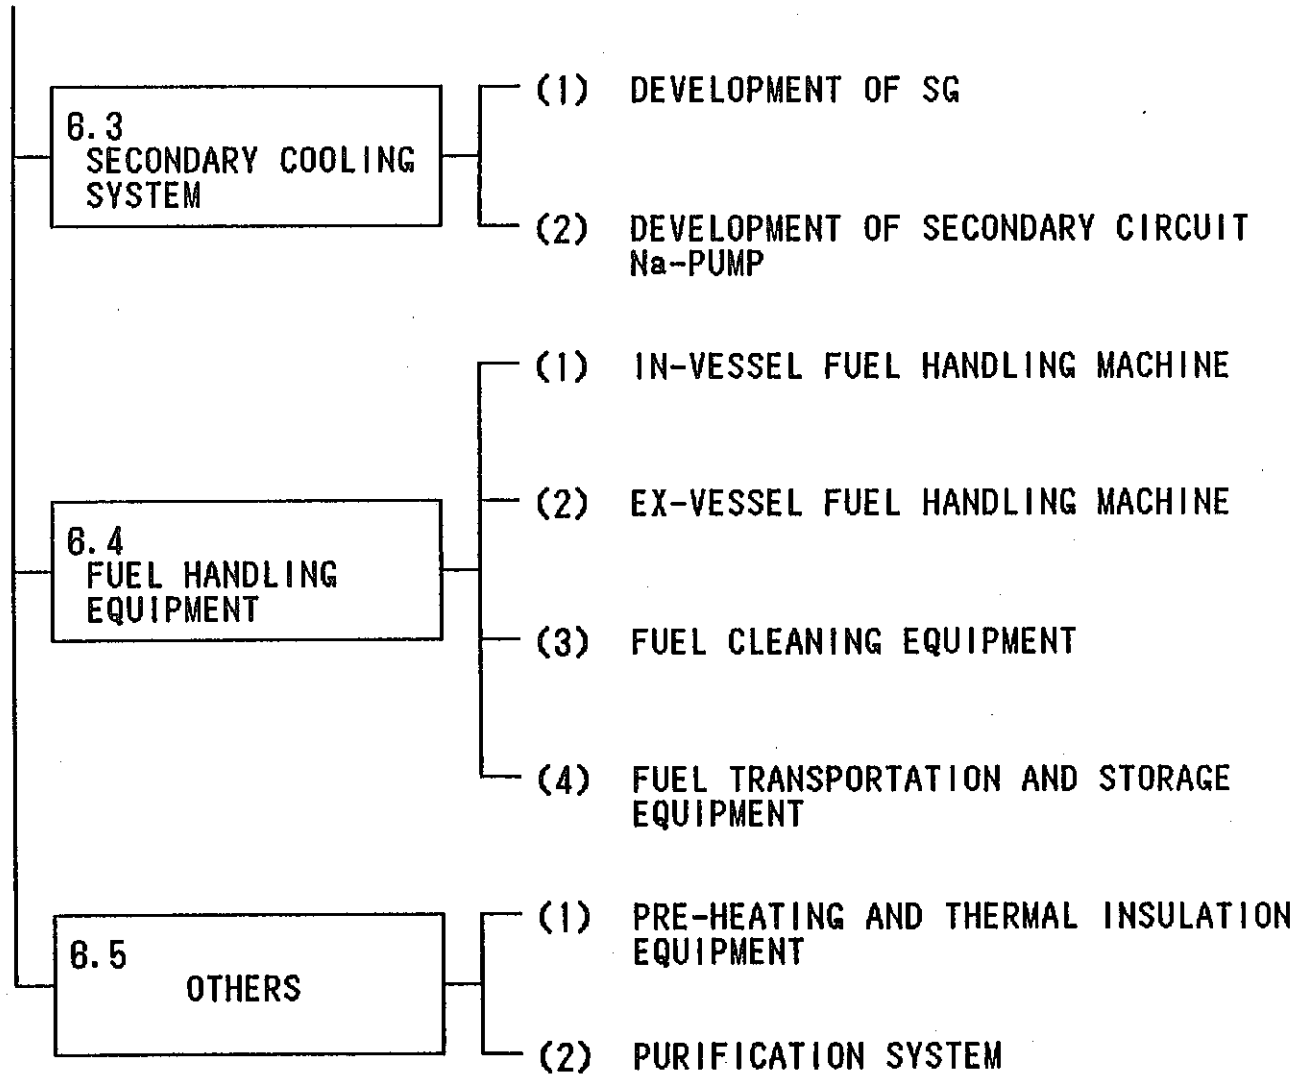 6.3
SECONDARY COOLING
SYSTEM
(1) DEVELOPMENT OF SG
(2) DEVELOPMENT OF SECONDARY CIRCUIT
Na-PUMP
6.4
FUEL HANDLING
EQUIPMENT
(1) IN-VESSEL FUEL HANDLING MACHINE
(2) EX-VESSEL FUEL HANDLING MACHINE
(3) FUEL CLEANING EQUIPMENT
(4) FUEL TRANSPORTATION AND STORAGE
EQUIPMENT
6.5
OTHERS
(1) PRE-HEATING AND THERMAL INSULATION
EQUIPMENT
(2) PURIFICATION SYSTEM